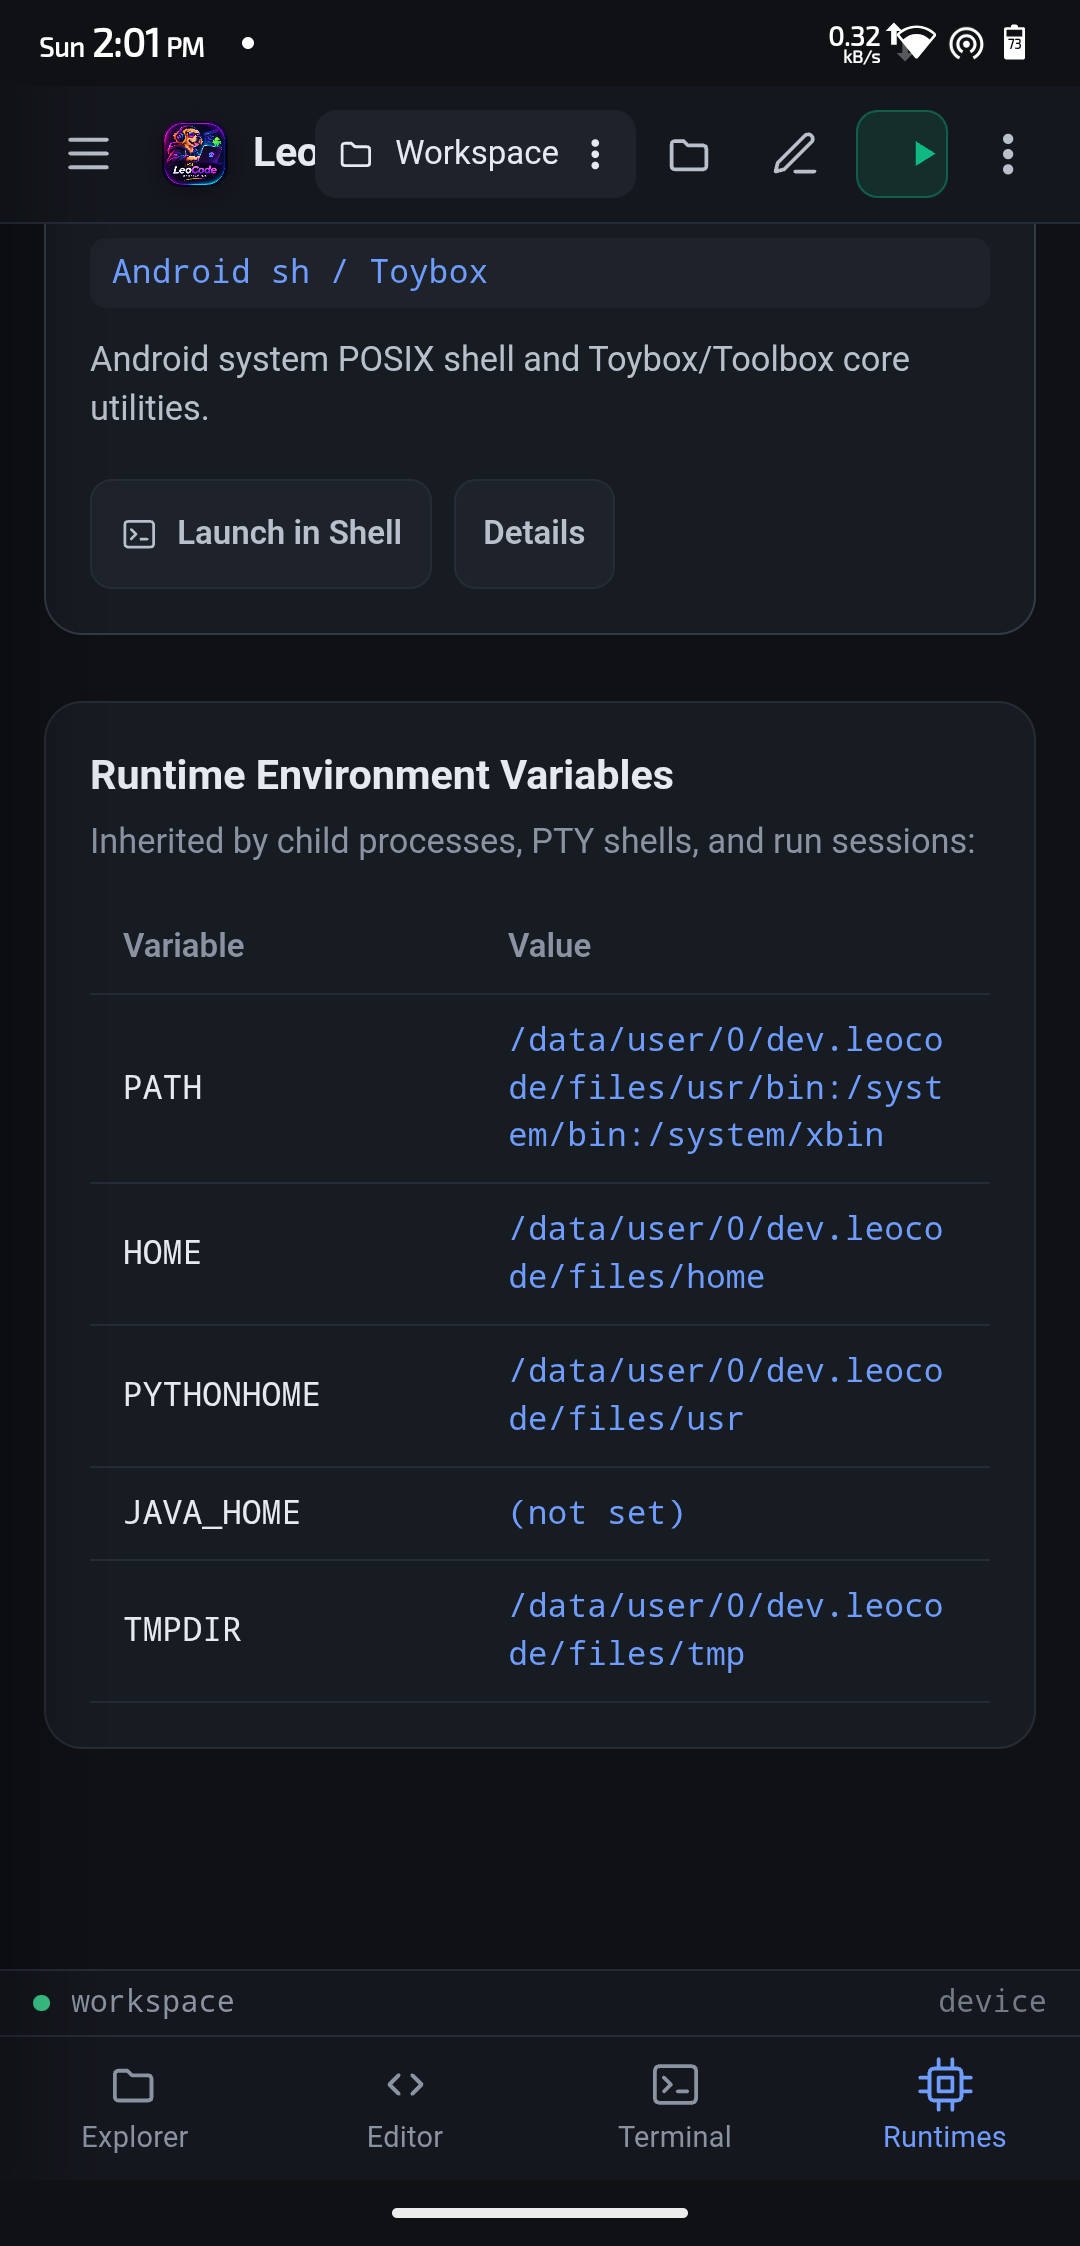 Sun 2:01 PM
0.32
kB/s
73
LeoCode
Leo
Workspace
Android sh / Toybox
Android system POSIX shell and Toybox/Toolbox core
utilities.
Launch in Shell
Details
Runtime Environment Variables
Inherited by child processes, PTY shells, and run sessions:
Variable
Value
PATH
/data/user/0/dev.leoco
de/files/usr/bin:/syst
em/bin:/system/xbin
HOME
/data/user/0/dev.leoco
de/files/home
PYTHONHOME
/data/user/0/dev.leoco
de/files/usr
JAVA_HOME
(not set)
TMPDIR
/data/user/0/dev.leoco
de/files/tmp
workspace
device
Explorer
Editor
Terminal
Runtimes